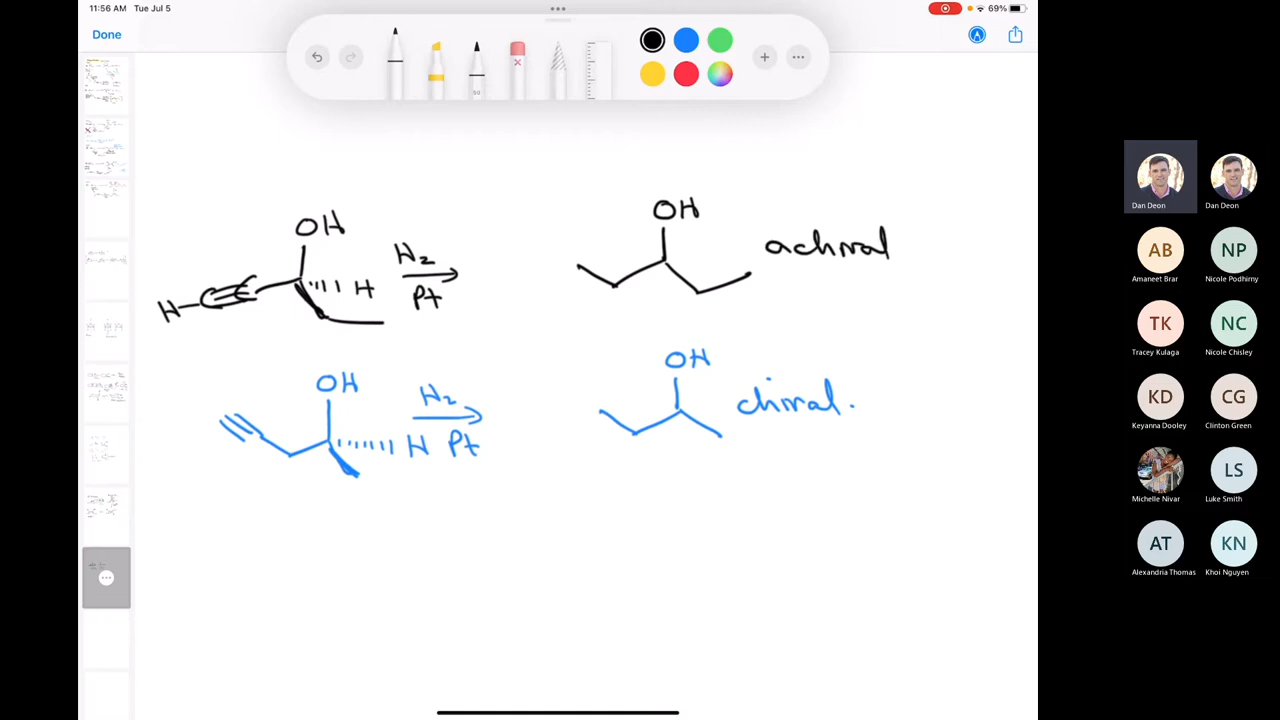 11:56 AM Tue Jul 5
69%
Done
OH
H
H
H₂
Pt
OH
achiral
OH
H
H₂
Pt
OH
chiral.
Dan Deon
Dan Deon
AB
Amaneet Brar
NP
Nicole Podhirny
TK
Tracey Kulaga
NC
Nicole Chisley
KD
Keyanna Dooley
CG
Clinton Green
Michelle Nivar
LS
Luke Smith
AT
Alexandria Thomas
KN
Khoi Nguyen